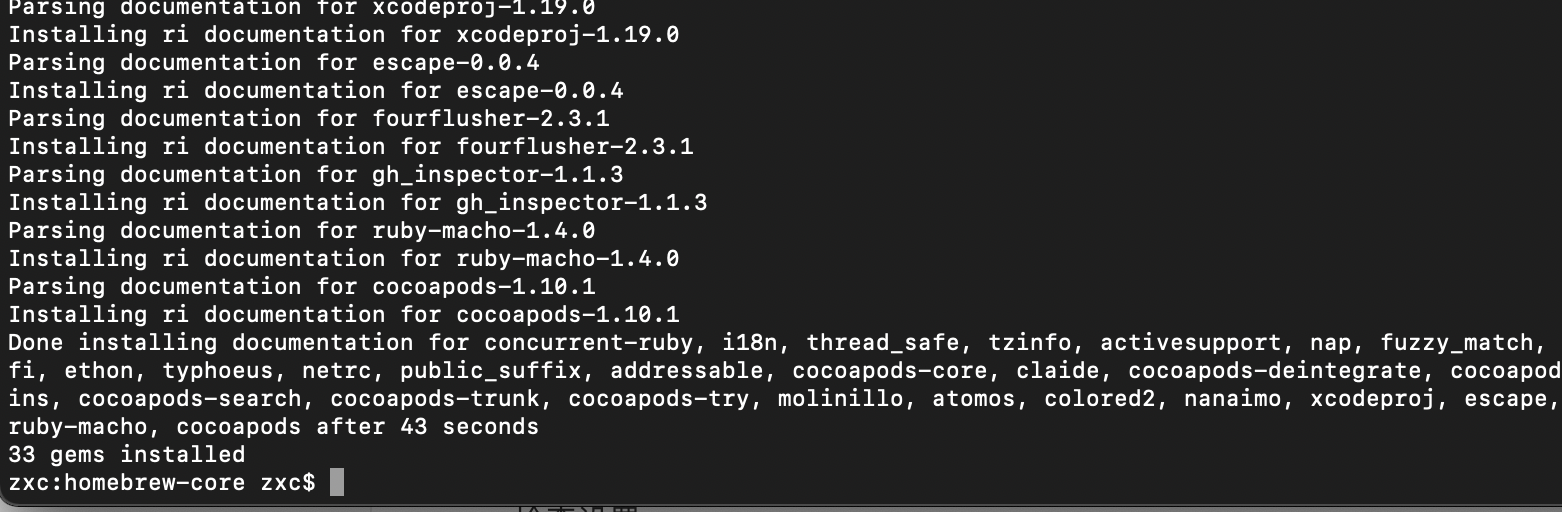 Parsing documentation for xcodeproj-1.19.0
Installing ri documentation for xcodeproj-1.19.0
Parsing documentation for escape-0.0.4
Installing ri documentation for escape-0.0.4
Parsing documentation for fourflusher-2.3.1
Installing ri documentation for fourflusher-2.3.1
Parsing documentation for gh_inspector-1.1.3
Installing ri documentation for gh_inspector-1.1.3
Parsing documentation for ruby-macho-1.4.0
Installing ri documentation for ruby-macho-1.4.0
Parsing documentation for cocoapods-1.10.1
Installing ri documentation for cocoapods-1.10.1
Done installing documentation for concurrent-ruby, i18n, thread_safe, tzinfo, activesupport, nap, fuzzy_match,
fi, ethon, typhoeus, netrc, public_suffix, addressable, cocoapods-core, claide, cocoapods-deintegrate, cocoapod
ins, cocoapods-search, cocoapods-trunk, cocoapods-try, molinillo, atomos, colored2, nanaimo, xcodeproj, escape,
ruby-macho, cocoapods after 43 seconds
33 gems installed
zxc:homebrew-core zxc$